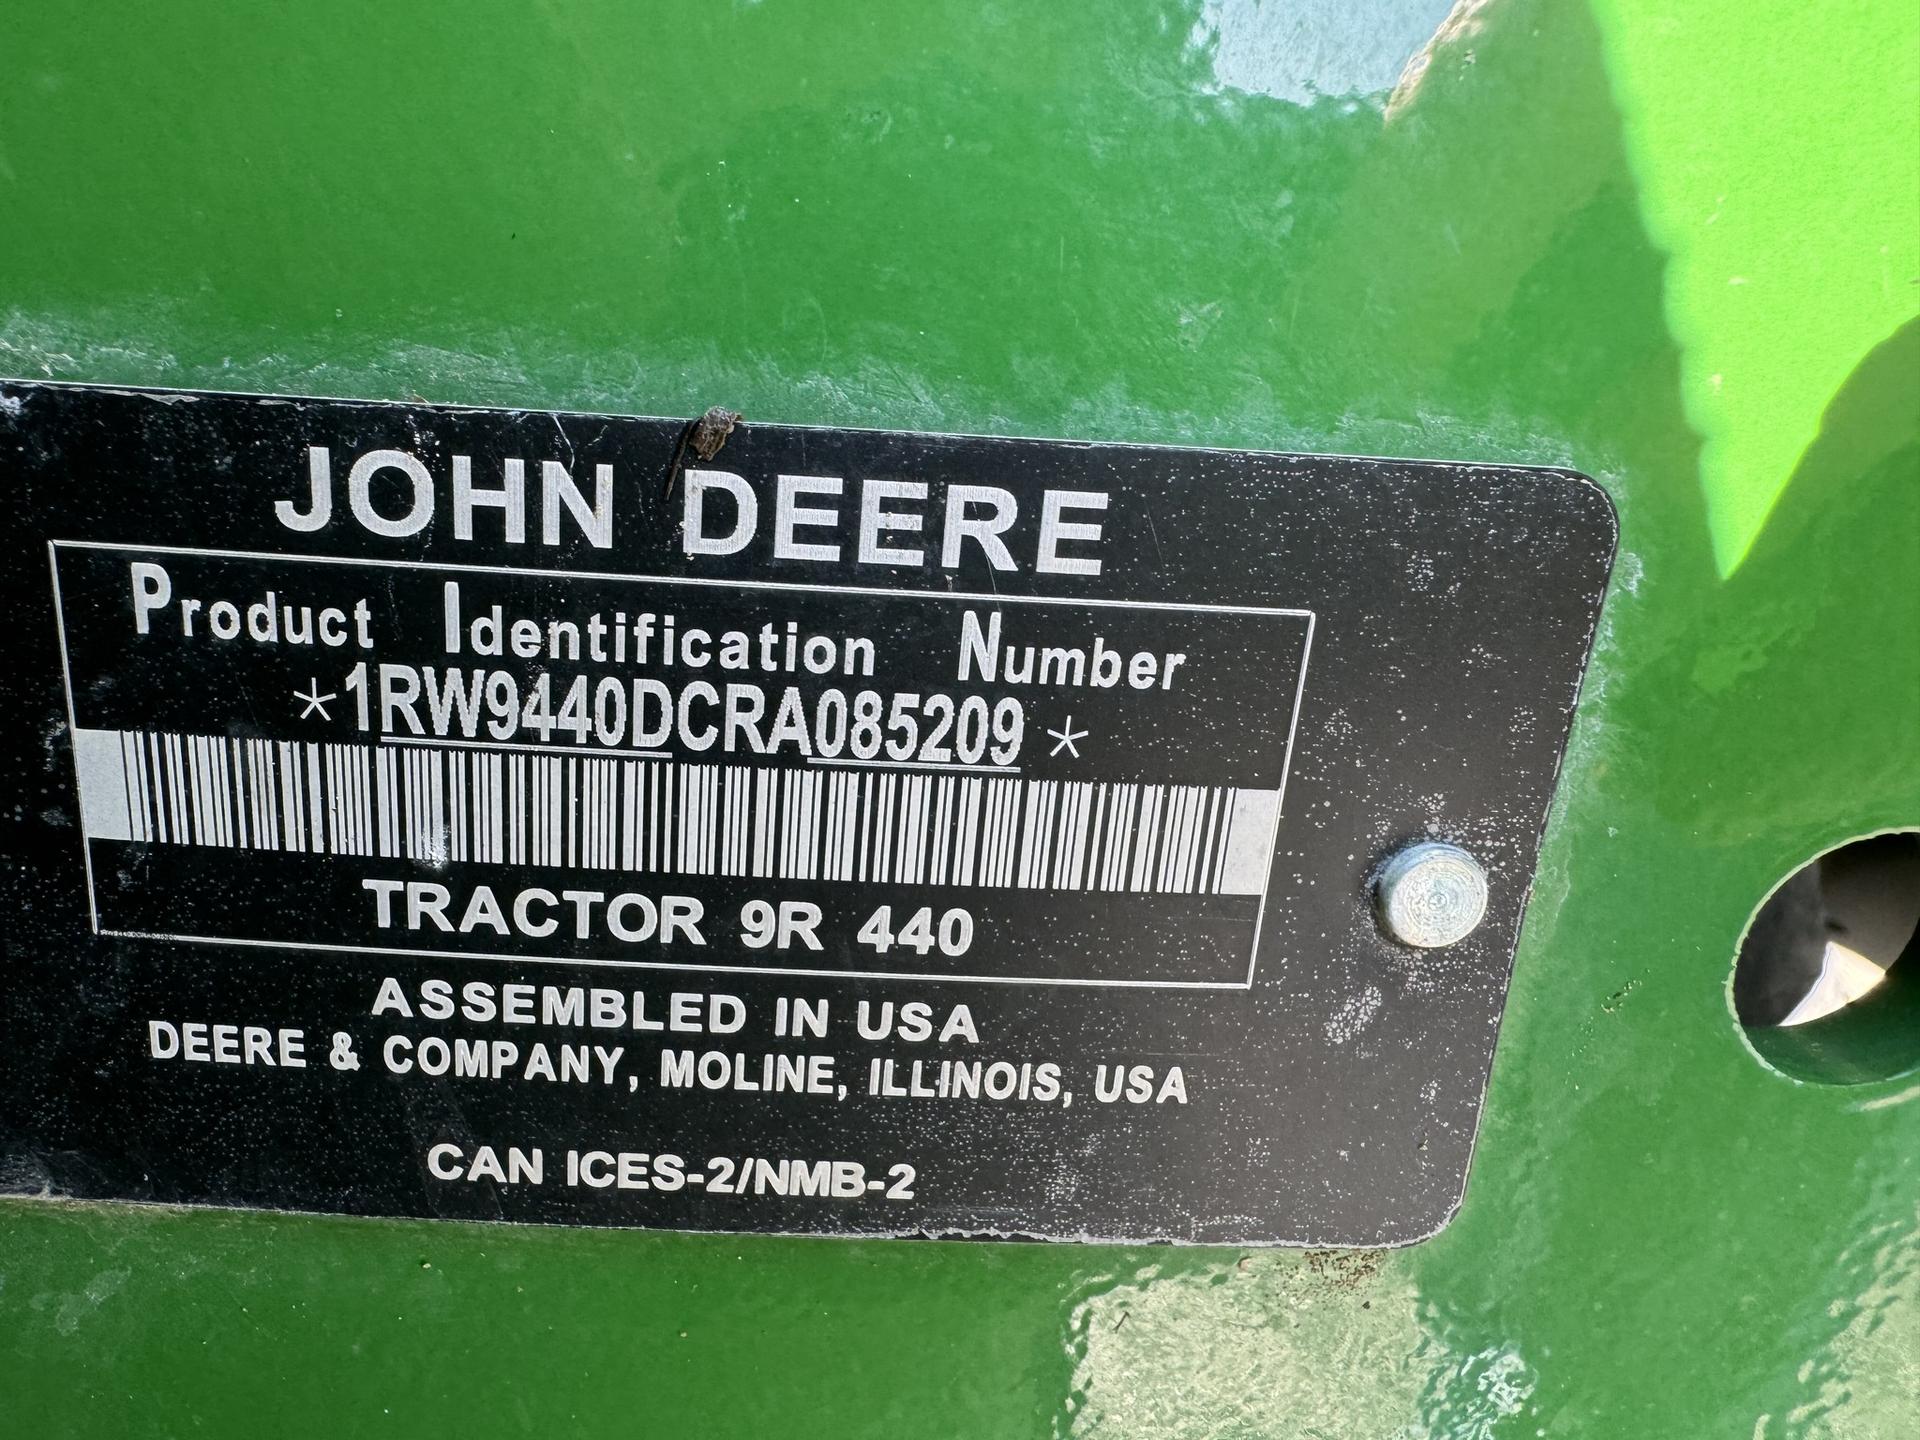 JOHN DEERE
Product Identification Number
*1RW9440DCRA085209*
TRACTOR 9R 440
1RW9440DCRA085209
ASSEMBLED IN USA
DEERE & COMPANY, MOLINE, ILLINOIS, USA
CAN ICES-2/NMB-2